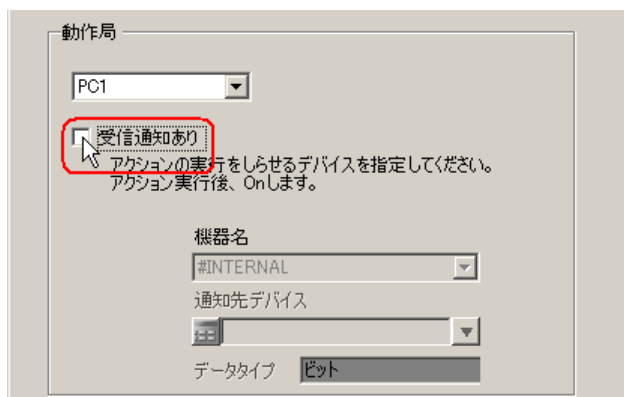 動作局
PC1
受信通知あり
アクションの実行をしらせるデバイスを指定してください。
アクション実行後、Onします。
機器名
#INTERNAL
通知先デバイス
データタイプ ビット